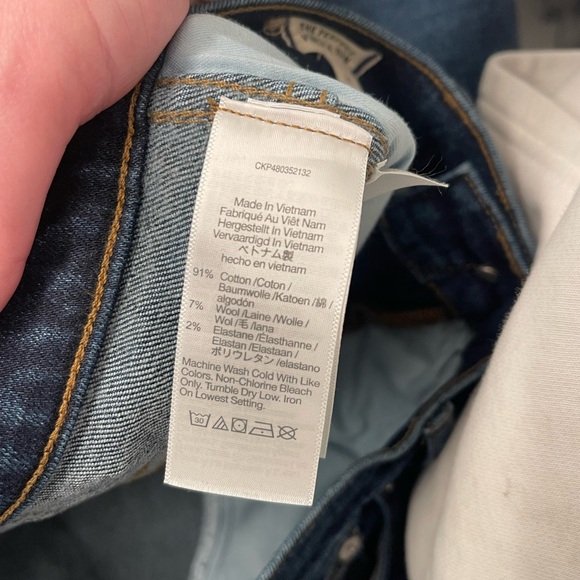 THE PERFECT
CKP480352132
Made In Vietnam
Fabriqué Au Viêt Nam
Hergestellt In Vietnam
Vervaardigd In Vietnam
ベトナム製
hecho en vietnam
91% Cotton /Coton /
Baumwolle /Katoen /綿 /
algodón
7% Wool /Laine /Wolle /
Wol /毛 /lana
2% Elastane /Élasthanne /
Elastan /Elastaan /
ポリウレタン /elastano
Machine Wash Cold With Like
Colors. Non-Chlorine Bleach
Only. Tumble Dry Low. Iron
On Lowest Setting.
30